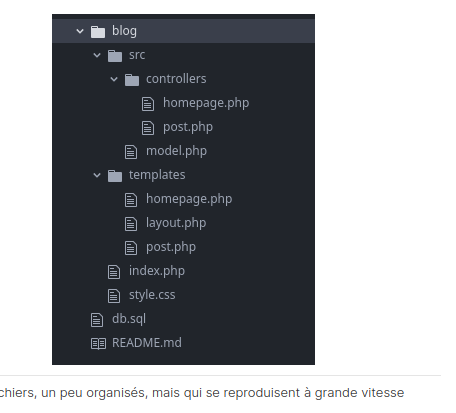 blog
src
controllers
homepage.php
post.php
model.php
templates
homepage.php
layout.php
post.php
index.php
style.css
db.sql
README.md
chiers, un peu organisés, mais qui se reproduisent à grande vitesse